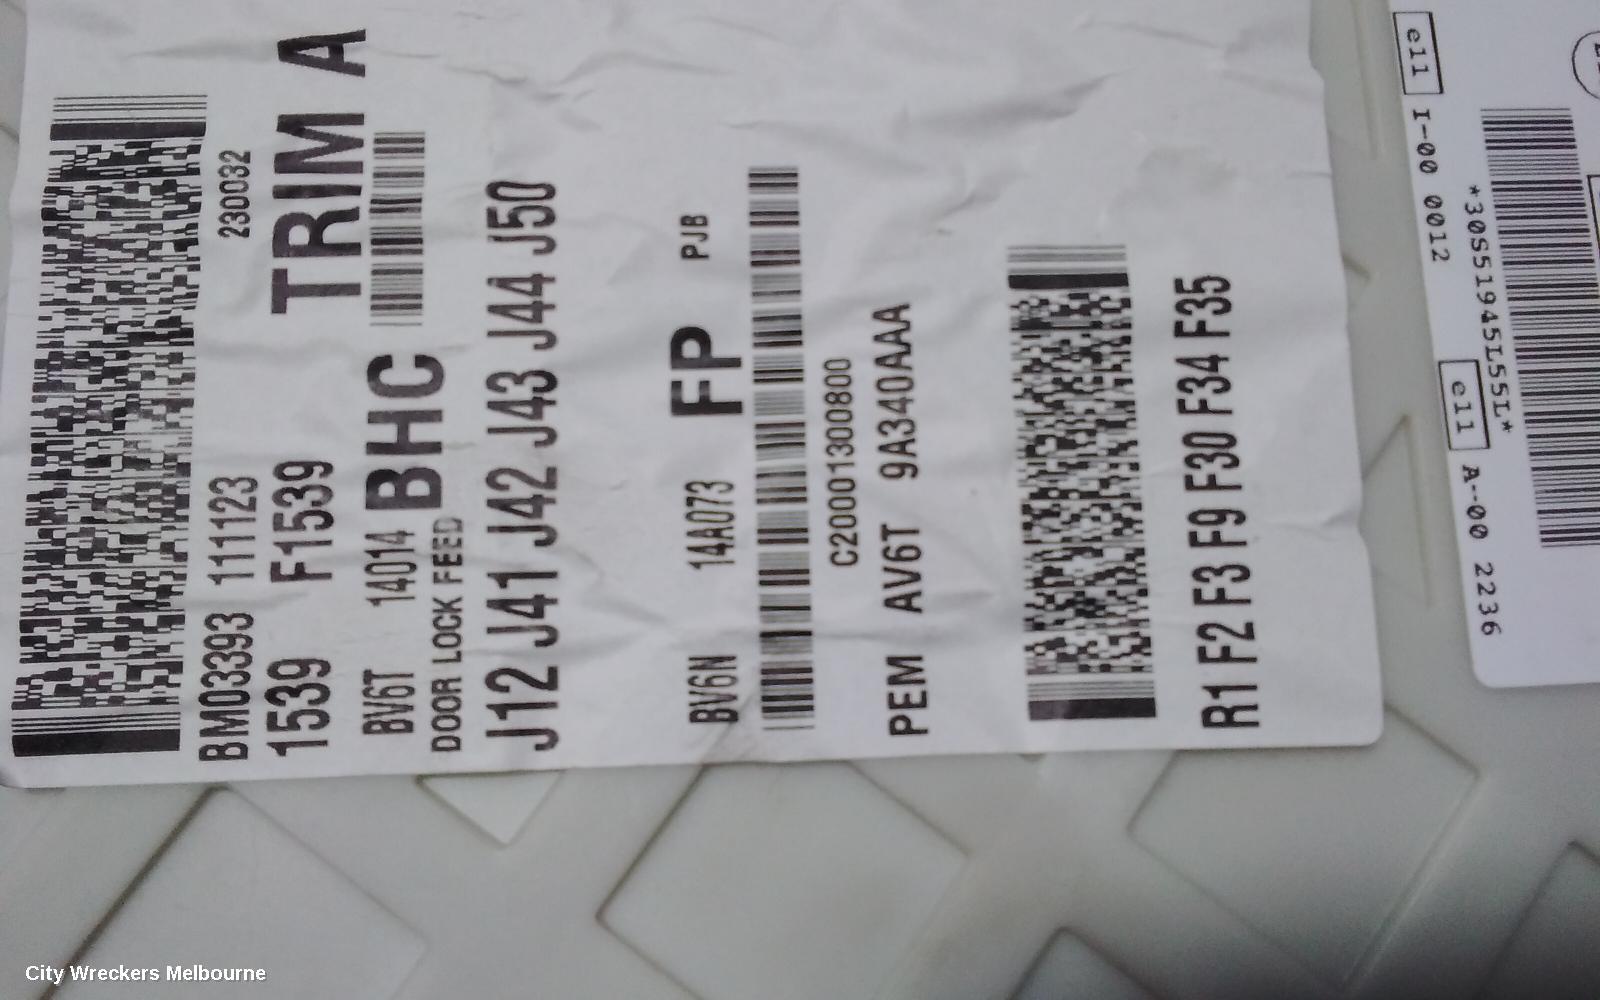 BM03393 111123 230032
1539 F1539 TRIM A
BV6T 14014 BHC
DOOR LOCK FEED
J12 J41 J42 J43 J44 J50
BV6N 14A073 FP PJB
C20001300800
PEM AV6T 9A340AAA
R1 F2 F3 F9 F30 F34 F35
e11 I-00 0012
*30S51945L55L*
e11 A-00 2236
City Wreckers Melbourne